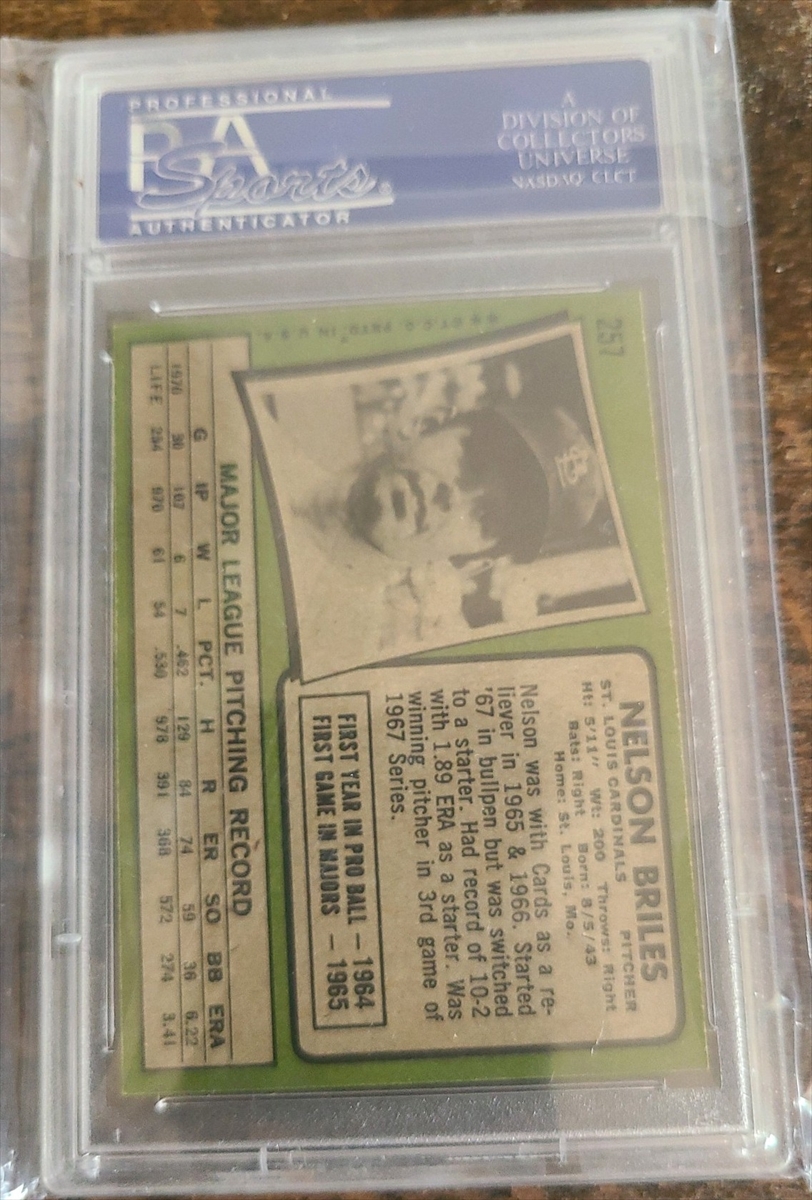 PROFESSIONAL
PSA
Sports®
AUTHENTICATOR
A
DIVISION OF
COLLECTORS
UNIVERSE
NASDAQ: CLCT
257
NELSON BRILES
ST. LOUIS CARDINALS PITCHER
Ht: 5'11" Wt: 200 Throws: Right
Bats: Right Born: 8/5/43
Home: St. Louis, Mo.
Nelson was with Cards as a re-
liever in 1965 & 1966. Started
'67 in bullpen but was switched
to a starter. Had record of 10-2
with 1.89 ERA as a starter. Was
winning pitcher in 3rd game of
1967 Series.
FIRST YEAR IN PRO BALL — 1964
FIRST GAME IN MAJORS — 1965
T.C.G. PRTD. IN U.S.A.
MAJOR LEAGUE PITCHING RECORD
G IP W L PCT. H R ER SO BB ERA
1970 30 107 6 7 .462 129 84 74 59 36 6.22
LIFE 254 970 61 54 .530 978 391 368 572 274 3.41